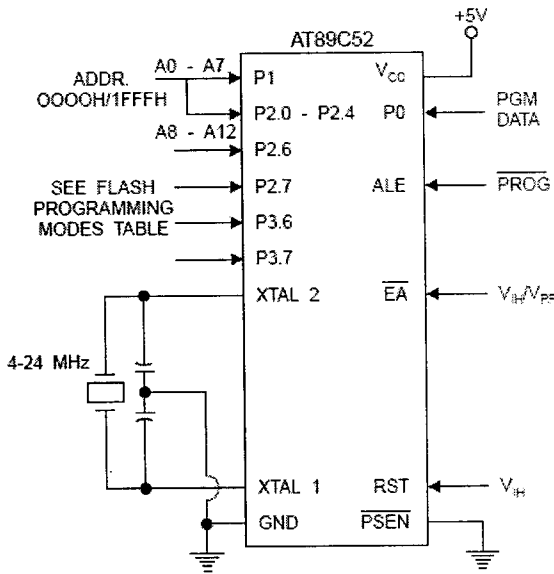 +5V
AT89C52
A0 - A7
ADDR.
OOOOH/1FFFH
P1
VCC
P2.0 - P2.4
P0
PGM
DATA
A8 - A12
P2.6
SEE FLASH
PROGRAMMING
MODES TABLE
P2.7
ALE
PROG
P3.6
P3.7
XTAL 2
EA
VIH/VPP
4-24 MHz
XTAL 1
RST
VIH
GND
PSEN